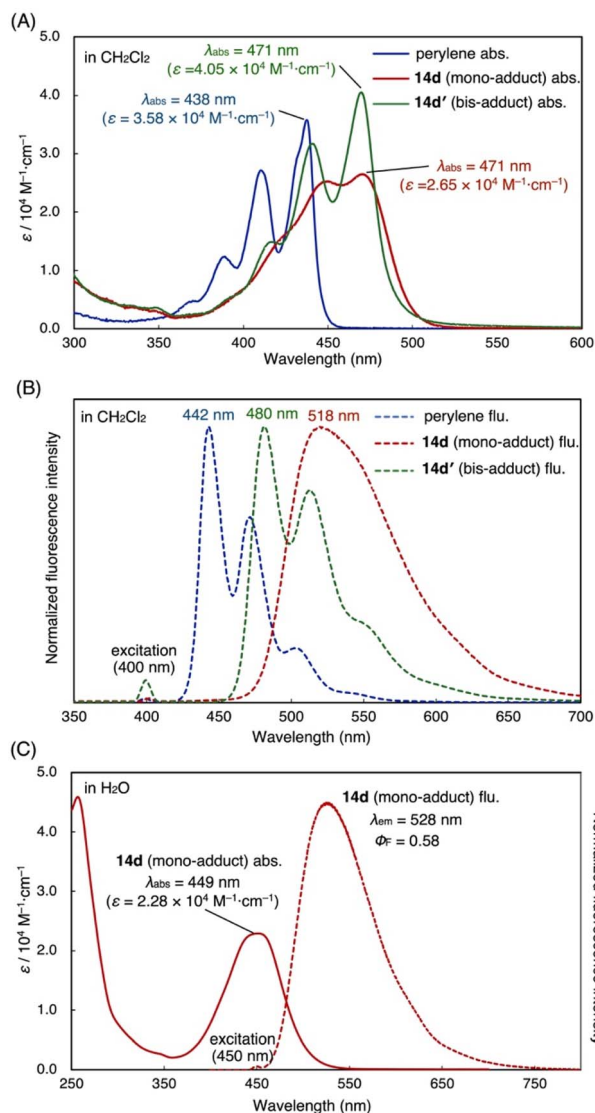 (A)
in CH₂Cl₂
λabs = 471 nm
(ε =4.05 × 10⁴ M⁻¹·cm⁻¹)
perylene abs.
14d (mono-adduct) abs.
14d′ (bis-adduct) abs.
λabs = 438 nm
(ε = 3.58 × 10⁴ M⁻¹·cm⁻¹)
λabs = 471 nm
(ε =2.65 × 10⁴ M⁻¹·cm⁻¹)
ε / 10⁴ M⁻¹·cm⁻¹
5.0
4.0
3.0
2.0
1.0
0.0
300 350 400 450 500 550 600
Wavelength (nm)
(B)
in CH₂Cl₂
442 nm 480 nm 518 nm
perylene flu.
14d (mono-adduct) flu.
14d′ (bis-adduct) flu.
Normalized fluorescence intensity
excitation
(400 nm)
350 400 450 500 550 600 650 700
Wavelength (nm)
(C)
in H₂O
14d (mono-adduct) flu.
λem = 528 nm
ΦF = 0.58
14d (mono-adduct) abs.
λabs = 449 nm
(ε = 2.28 × 10⁴ M⁻¹·cm⁻¹)
excitation
(450 nm)
ε / 10⁴ M⁻¹·cm⁻¹
5.0
4.0
3.0
2.0
1.0
0.0
250 350 450 550 650 750
Wavelength (nm)